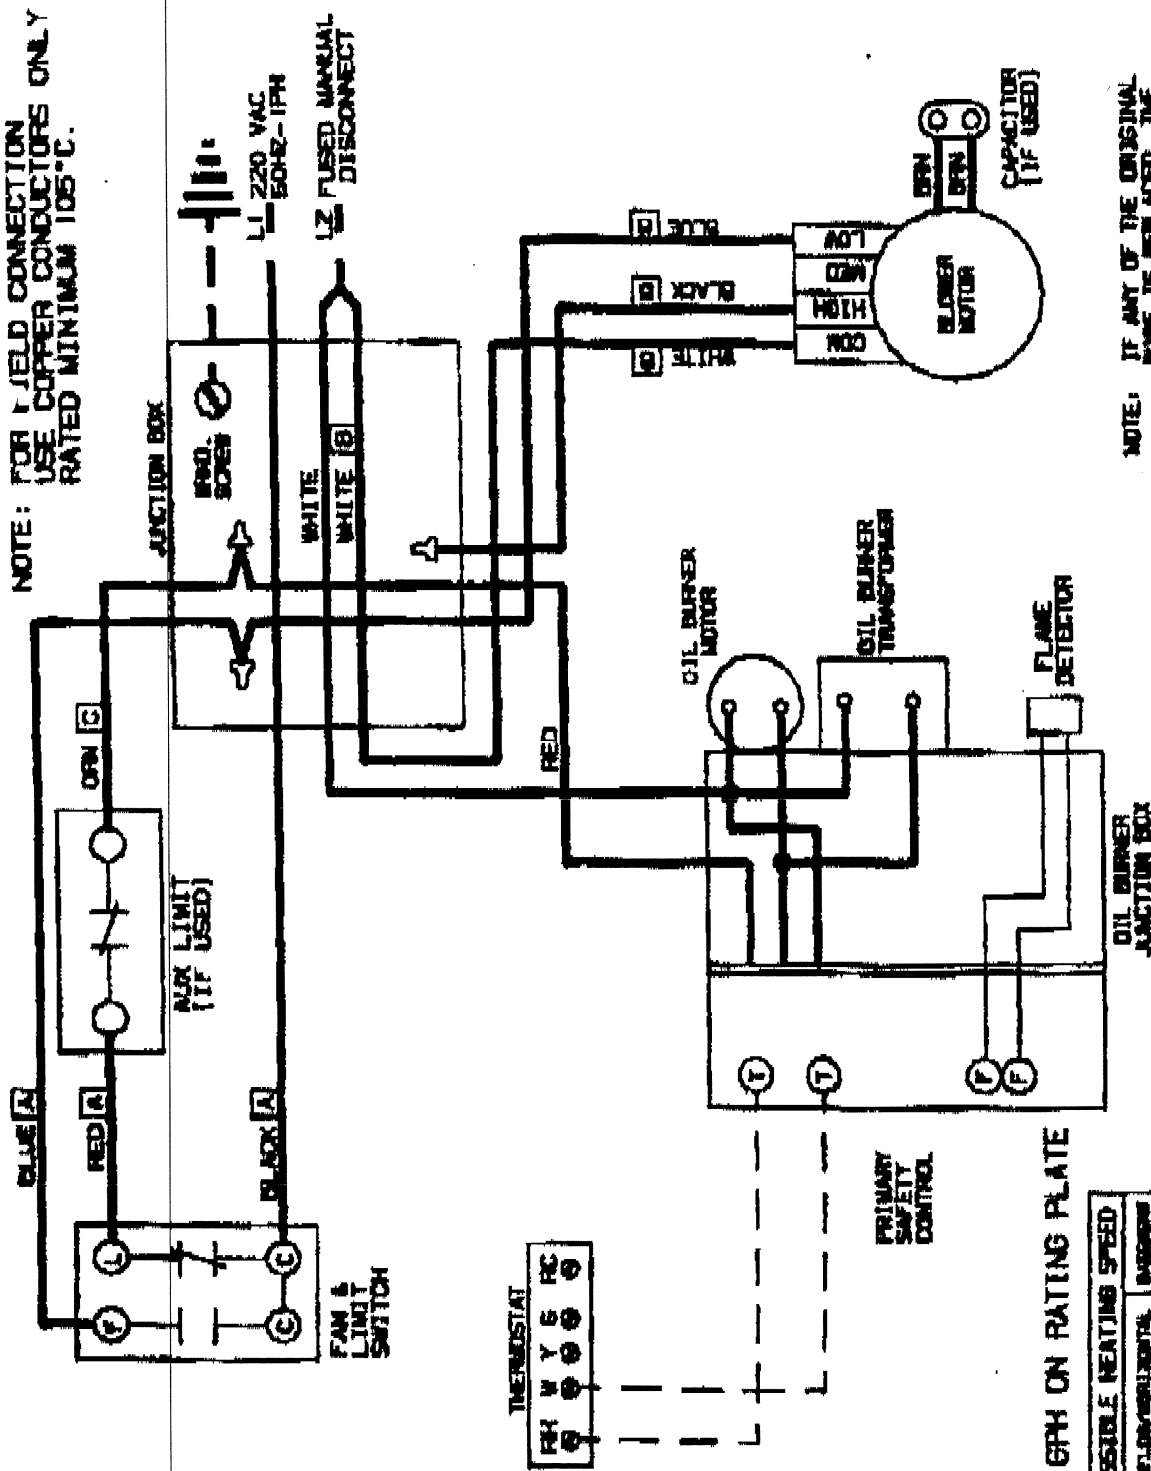 NOTE: FOR FIELD CONNECTION
USE COPPER CONDUCTORS ONLY
RATED MINIMUM 105°C.
L1 220 VAC
50HZ-1PH
L2 FUSED MANUAL
DISCONNECT
JUNCTION BOX
GRND.
SCREW
WHITE
WHITE B
ORN C
AUX LIMIT
(IF USED)
BLUE A
RED A
BLACK A
L
C
F
C
FAN &
LIMIT
SWITCH
B
BLUE
B
BLACK
B
WHITE
LOW
MED
HIGH
COM
BLOWER
MOTOR
BRN
BRN
CAPACITOR
(IF USED)
NOTE: IF ANY OF THE ORIGINAL
RED
OIL BURNER
MOTOR
OIL BURNER
TRANSFORMER
FLAME
DETECTOR
OIL BURNER
JUNCTION BOX
T
T
F
F
PRIMARY
SAFETY
CONTROL
THERMOSTAT
RH W Y G RC
GPH ON RATING PLATE
SSIBLE HEATING SPEED